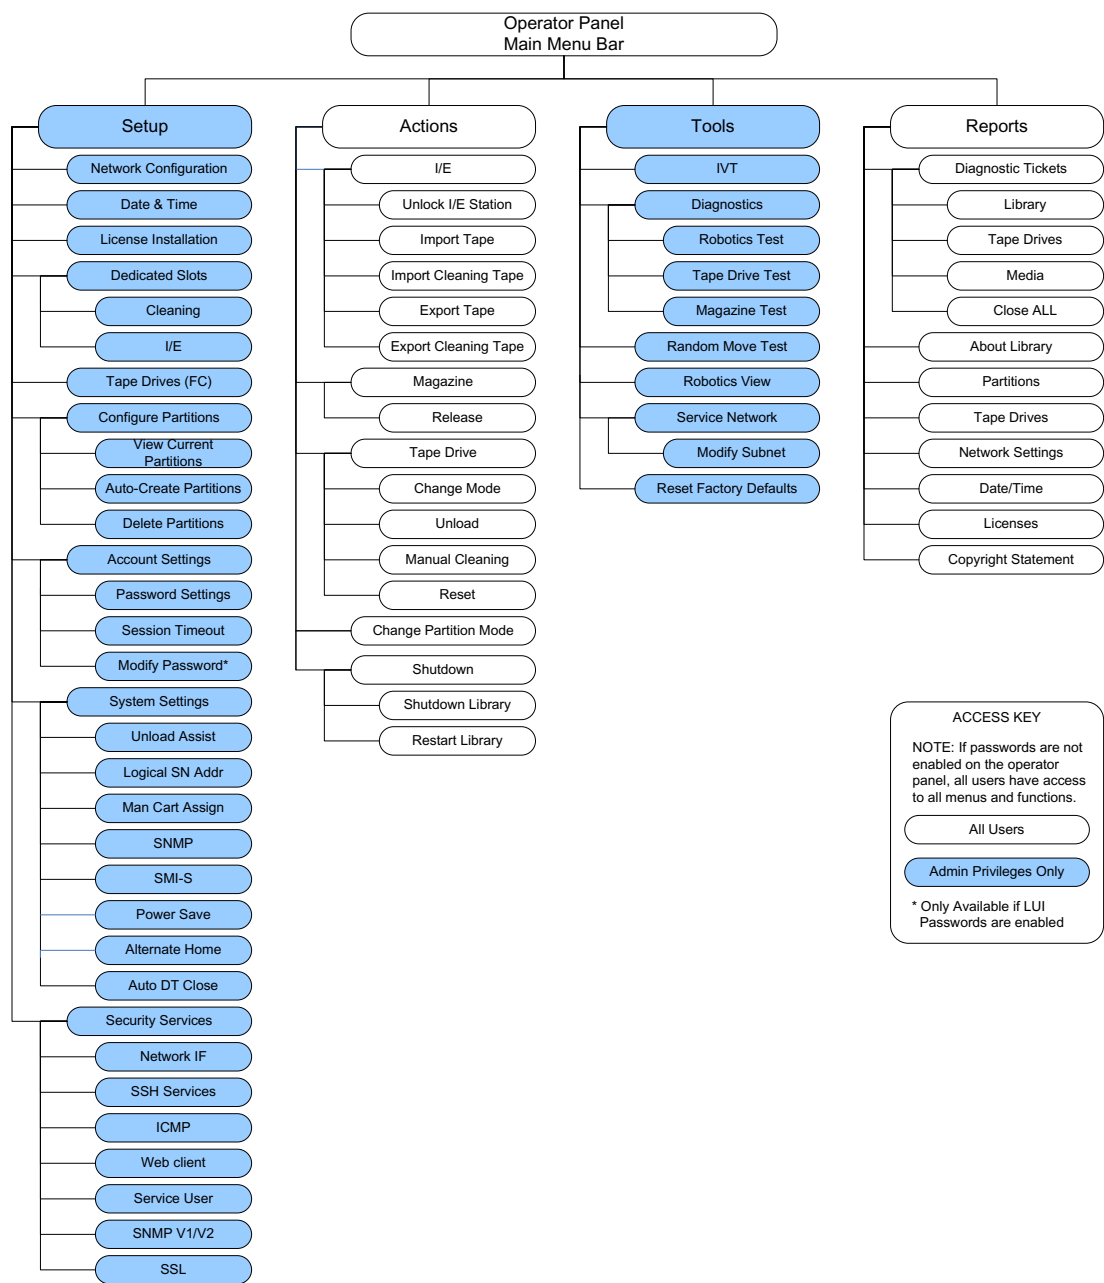 Operator Panel
Main Menu Bar
Setup
Network Configuration
Date & Time
License Installation
Dedicated Slots
Cleaning
I/E
Tape Drives (FC)
Configure Partitions
View Current
Partitions
Auto-Create Partitions
Delete Partitions
Account Settings
Password Settings
Session Timeout
Modify Password*
System Settings
Unload Assist
Logical SN Addr
Man Cart Assign
SNMP
SMI-S
Power Save
Alternate Home
Auto DT Close
Security Services
Network IF
SSH Services
ICMP
Web client
Service User
SNMP V1/V2
SSL
Actions
I/E
Unlock I/E Station
Import Tape
Import Cleaning Tape
Export Tape
Export Cleaning Tape
Magazine
Release
Tape Drive
Change Mode
Unload
Manual Cleaning
Reset
Change Partition Mode
Shutdown
Shutdown Library
Restart Library
Tools
IVT
Diagnostics
Robotics Test
Tape Drive Test
Magazine Test
Random Move Test
Robotics View
Service Network
Modify Subnet
Reset Factory Defaults
Reports
Diagnostic Tickets
Library
Tape Drives
Media
Close ALL
About Library
Partitions
Tape Drives
Network Settings
Date/Time
Licenses
Copyright Statement
ACCESS KEY
NOTE: If passwords are not
enabled on the operator
panel, all users have access
to all menus and functions.
All Users
Admin Privileges Only
* Only Available if LUI
Passwords are enabled